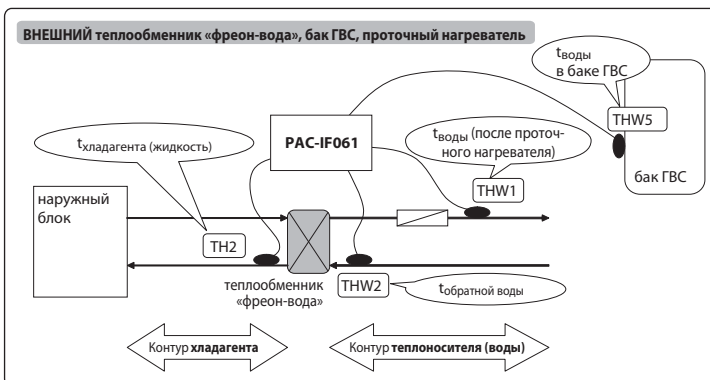 ВНЕШНИЙ теплообменник «фреон-вода», бак ГВС, проточный нагреватель
tводы
в баке ГВС
THW5
бак ГВС
PAC-IF061
tхладагента (жидкость)
tводы (после проточ-
ного нагревателя)
THW1
наружный
блок
TH2
теплообменник
«фреон-вода»
THW2
tобратной воды
Контур хладагента
Контур теплоносителя (воды)